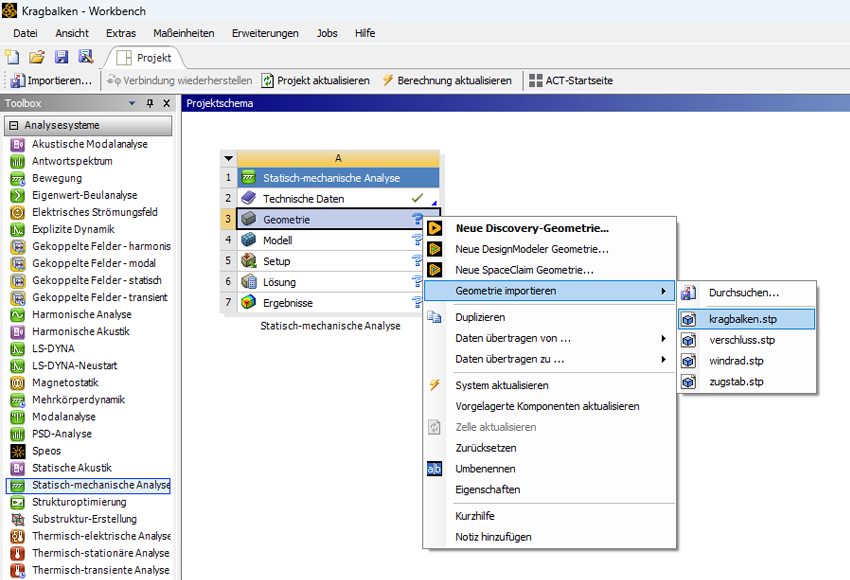 Kragbalken - Workbench
Datei Ansicht Extras Maßeinheiten Erweiterungen Jobs Hilfe
Projekt
Importieren... Verbindung wiederherstellen Projekt aktualisieren Berechnung aktualisieren ACT-Startseite
Toolbox
Analysesysteme
Akustische Modalanalyse
Antwortspektrum
Bewegung
Eigenwert-Beulanalyse
Elektrisches Strömungsfeld
Explizite Dynamik
Gekoppelte Felder - harmonis
Gekoppelte Felder - modal
Gekoppelte Felder - statisch
Gekoppelte Felder - transient
Harmonische Analyse
Harmonische Akustik
LS-DYNA
LS-DYNA-Neustart
Magnetostatik
Mehrkörperdynamik
Modalanalyse
PSD-Analyse
Speos
Statische Akustik
Statisch-mechanische Analyse
Strukturoptimierung
Substruktur-Erstellung
Thermisch-elektrische Analyse
Thermisch-stationäre Analyse
Thermisch-transiente Analyse
Projektschema
A
1 Statisch-mechanische Analyse
2 Technische Daten
3 Geometrie
4 Modell
5 Setup
6 Lösung
7 Ergebnisse
Statisch-mechanische Analyse
Neue Discovery-Geometrie...
Neue DesignModeler Geometrie...
Neue SpaceClaim Geometrie...
Geometrie importieren
Duplizieren
Daten übertragen von ...
Daten übertragen zu ...
System aktualisieren
Vorgelagerte Komponenten aktualisieren
Zelle aktualisieren
Zurücksetzen
a|b Umbenennen
Eigenschaften
Kurzhilfe
Notiz hinzufügen
Durchsuchen...
kragbalken.stp
verschluss.stp
windrad.stp
zugstab.stp